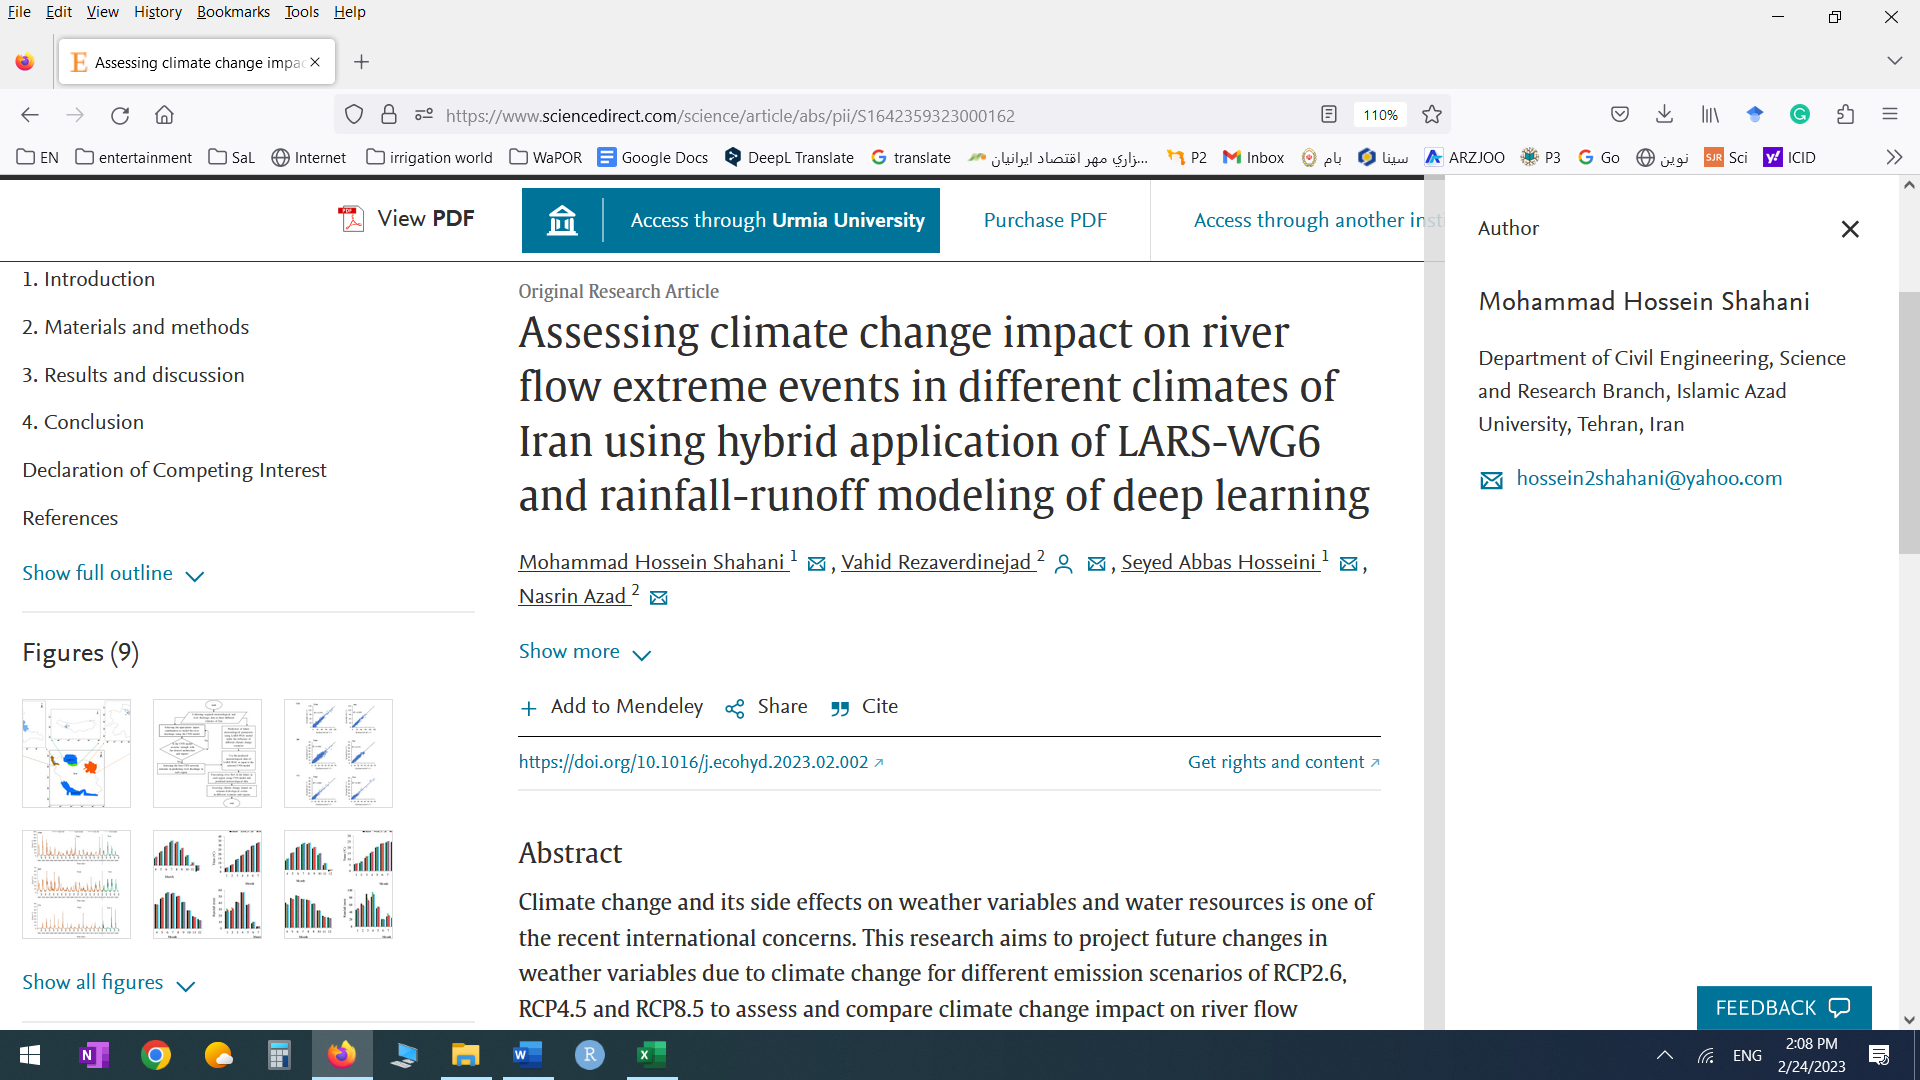 File Edit View History Bookmarks Tools Help
Assessing climate change impac
https://www.sciencedirect.com/science/article/abs/pii/S1642359323000162
110%
EN entertainment SaL Internet irrigation world WaPOR Google Docs DeepL Translate translate ...زاری مهر اقتصاد ایرانیان P2 Inbox بام سینا ARZJOO P3 Go نوین Sci ICID
View PDF
Access through Urmia University
Purchase PDF
Access through another insti
1. Introduction
2. Materials and methods
3. Results and discussion
4. Conclusion
Declaration of Competing Interest
References
Show full outline
Figures (9)
Show all figures
Original Research Article
Assessing climate change impact on river
flow extreme events in different climates of
Iran using hybrid application of LARS-WG6
and rainfall-runoff modeling of deep learning
Mohammad Hossein Shahani 1 , Vahid Rezaverdinejad 2 , Seyed Abbas Hosseini 1 ,
Nasrin Azad 2
Show more
Add to Mendeley Share Cite
https://doi.org/10.1016/j.ecohyd.2023.02.002
Get rights and content
Abstract
Climate change and its side effects on weather variables and water resources is one of
the recent international concerns. This research aims to project future changes in
weather variables due to climate change for different emission scenarios of RCP2.6,
RCP4.5 and RCP8.5 to assess and compare climate change impact on river flow
Author
Mohammad Hossein Shahani
Department of Civil Engineering, Science
and Research Branch, Islamic Azad
University, Tehran, Iran
hossein2shahani@yahoo.com
FEEDBACK
ENG
2:08 PM
2/24/2023